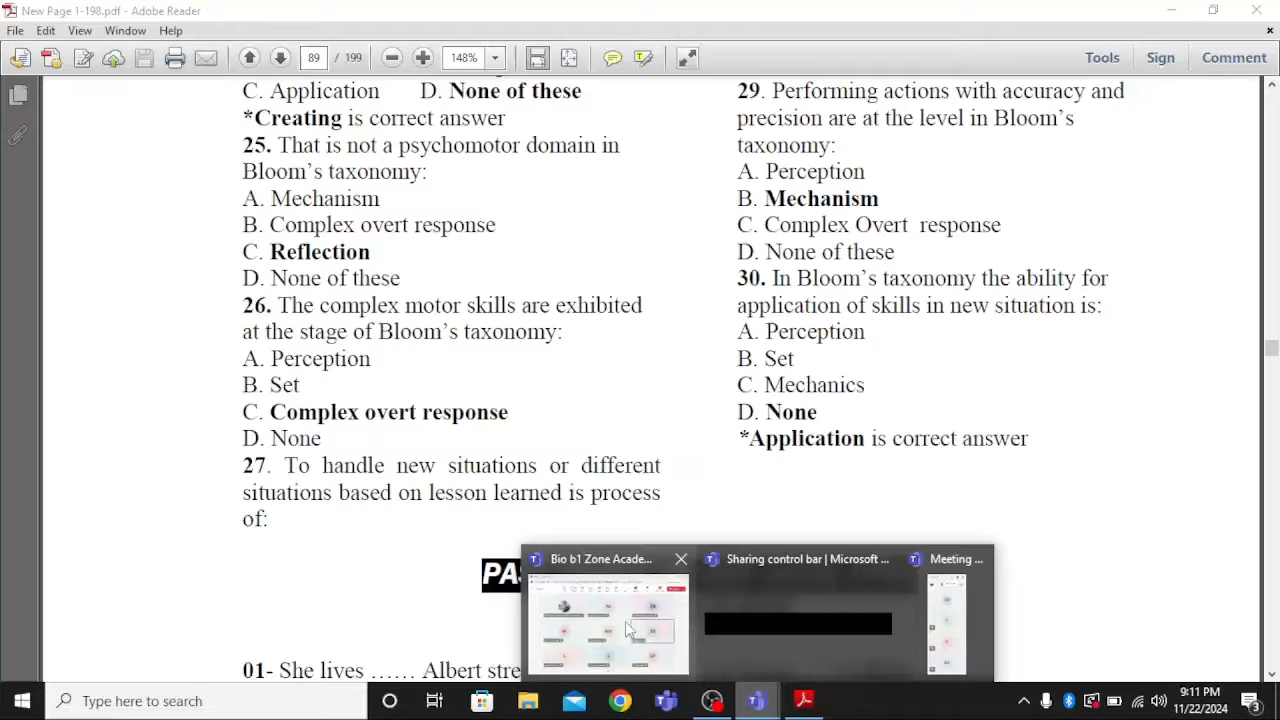 New Page 1-198.pdf - Adobe Reader
File Edit View Window Help
89 / 199 148% Tools Sign Comment
C. Application D. None of these
*Creating is correct answer
25. That is not a psychomotor domain in
Bloom's taxonomy:
A. Mechanism
B. Complex overt response
C. Reflection
D. None of these
26. The complex motor skills are exhibited
at the stage of Bloom's taxonomy:
A. Perception
B. Set
C. Complex overt response
D. None
27. To handle new situations or different
situations based on lesson learned is process
of:
29. Performing actions with accuracy and
precision are at the level in Bloom's
taxonomy:
A. Perception
B. Mechanism
C. Complex Overt response
D. None of these
30. In Bloom's taxonomy the ability for
application of skills in new situation is:
A. Perception
B. Set
C. Mechanics
D. None
*Application is correct answer
PA
01- She lives ...... Albert stre
Bio b1 Zone Acade...
Sharing control bar | Microsoft ...
Meeting ...
Type here to search
9:11 PM
11/22/2024
3